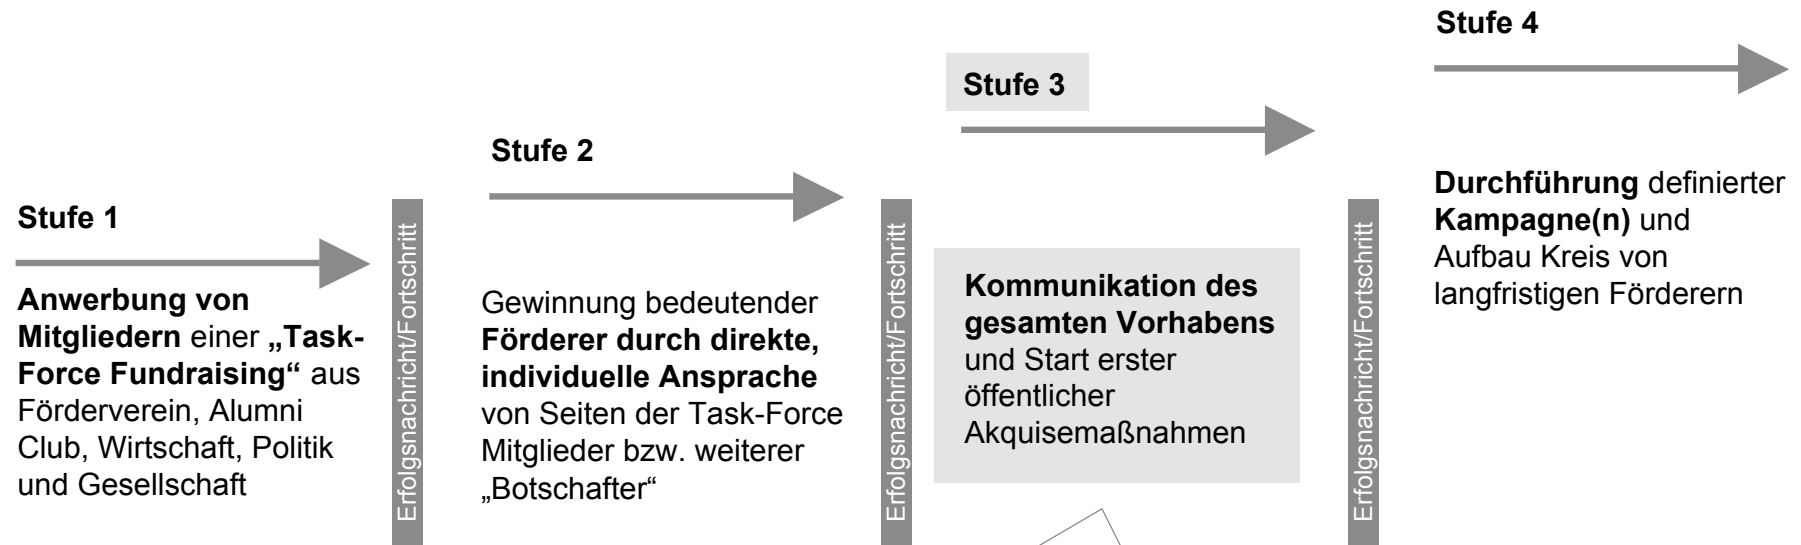 Stufe 1
Anwerbung von
Mitgliedern einer „Task-
Force Fundraising“ aus
Förderverein, Alumni
Club, Wirtschaft, Politik
und Gesellschaft
Erfolgsnachricht/Fortschritt
Stufe 2
Gewinnung bedeutender
Förderer durch direkte,
individuelle Ansprache
von Seiten der Task-Force
Mitglieder bzw. weiterer
„Botschafter“
Erfolgsnachricht/Fortschritt
Stufe 3
Kommunikation des
gesamten Vorhabens
und Start erster
öffentlicher
Akquisemaßnahmen
Erfolgsnachricht/Fortschritt
Stufe 4
Durchführung definierter
Kampagne(n) und
Aufbau Kreis von
langfristigen Förderern